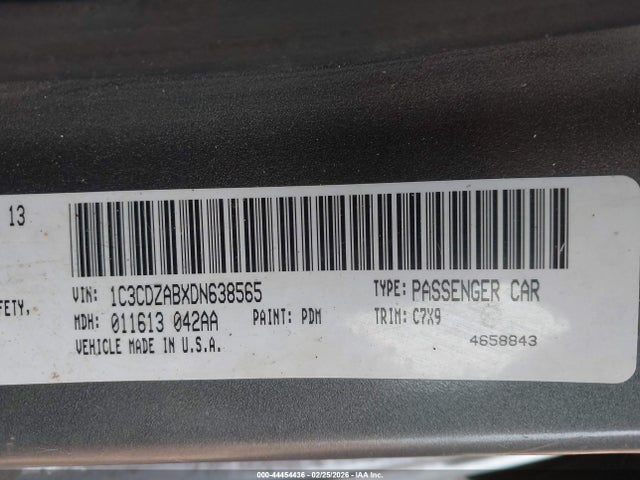 13
VIN: 1C3CDZABXDN638565 TYPE: PASSENGER CAR
FETY,
MDH: 011613 042AA PAINT: PDM TRIM: C7X9
VEHICLE MADE IN U.S.A. 4658843
000-44454436 - 02/25/2026 - IAA Inc.